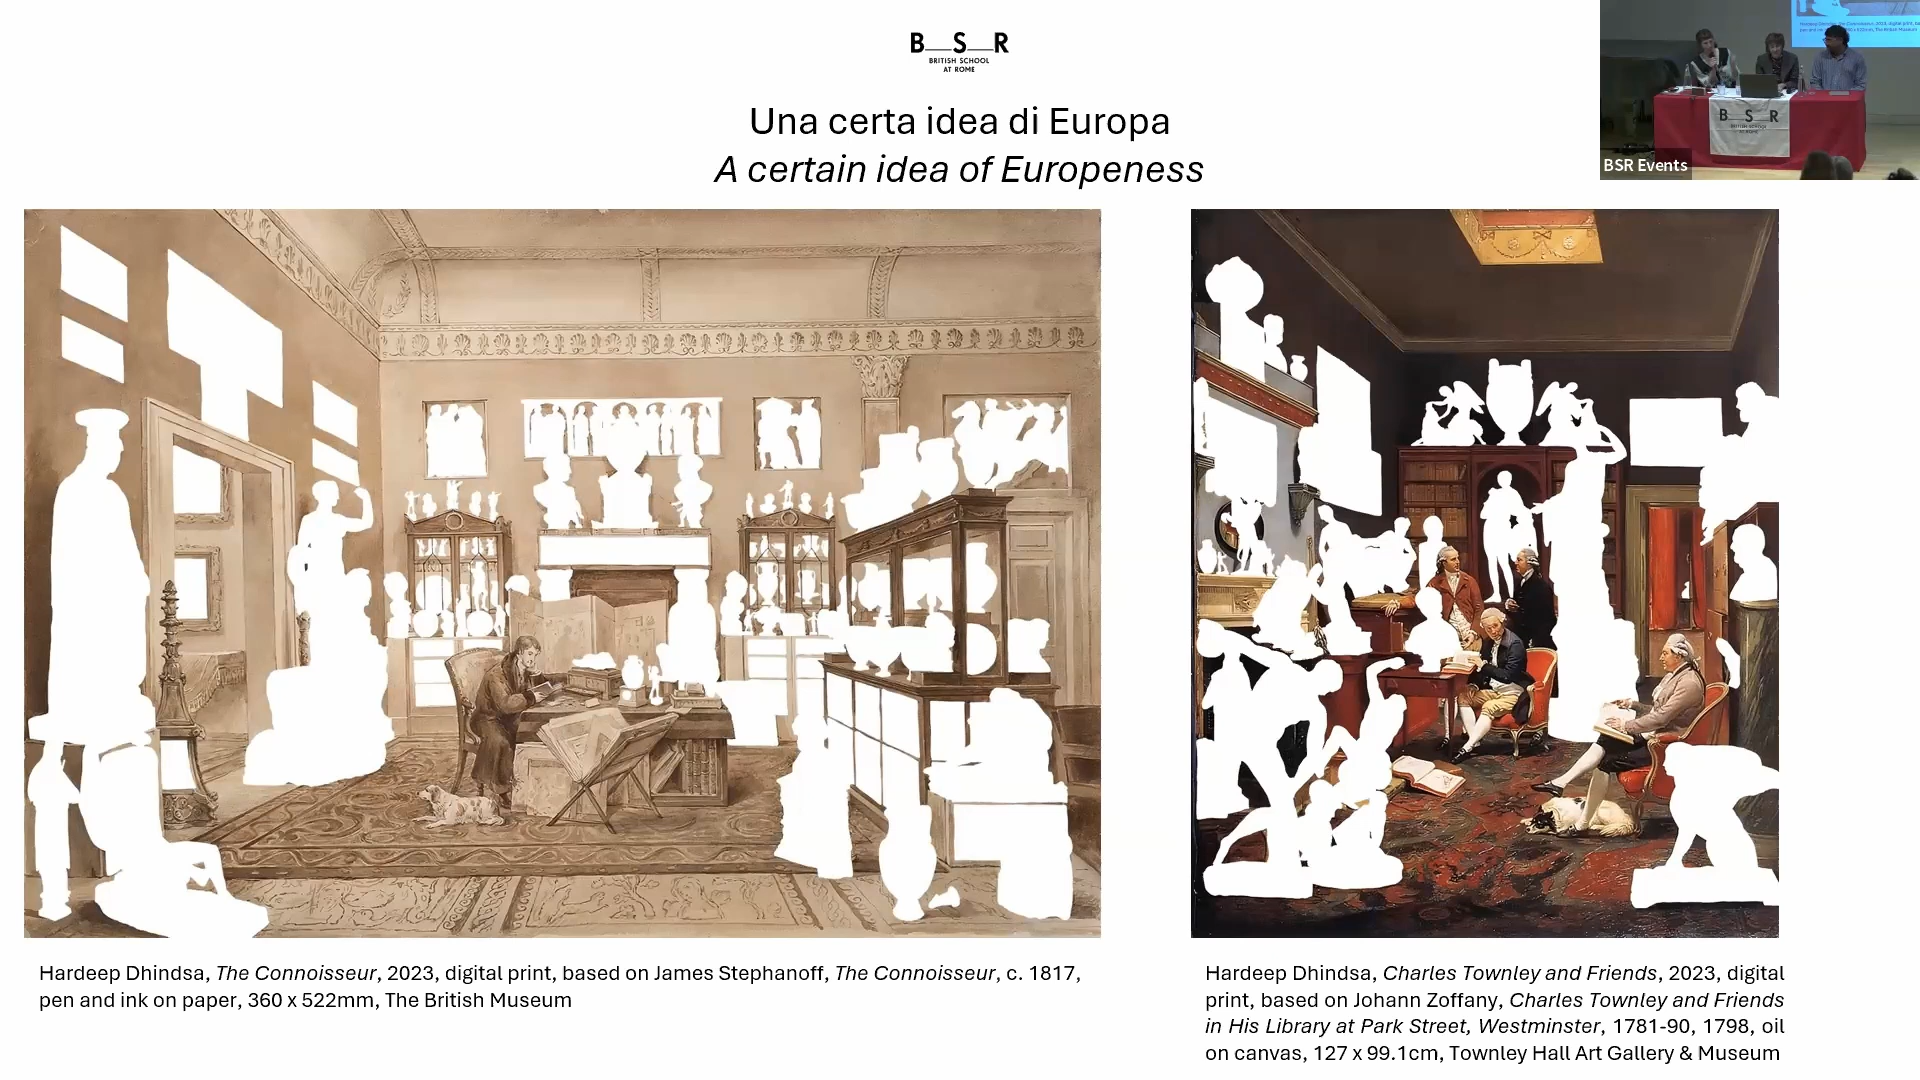 B__S__R
BRITISH SCHOOL
AT ROME
Una certa idea di Europa
A certain idea of Europeness
B S R
BSR Events
Hardeep Dhindsa, The Connoisseur, 2023, digital print, based on James Stephanoff, The Connoisseur, c. 1817,
pen and ink on paper, 360 x 522mm, The British Museum
Hardeep Dhindsa, Charles Townley and Friends, 2023, digital
print, based on Johann Zoffany, Charles Townley and Friends
in His Library at Park Street, Westminster, 1781-90, 1798, oil
on canvas, 127 x 99.1cm, Townley Hall Art Gallery & Museum